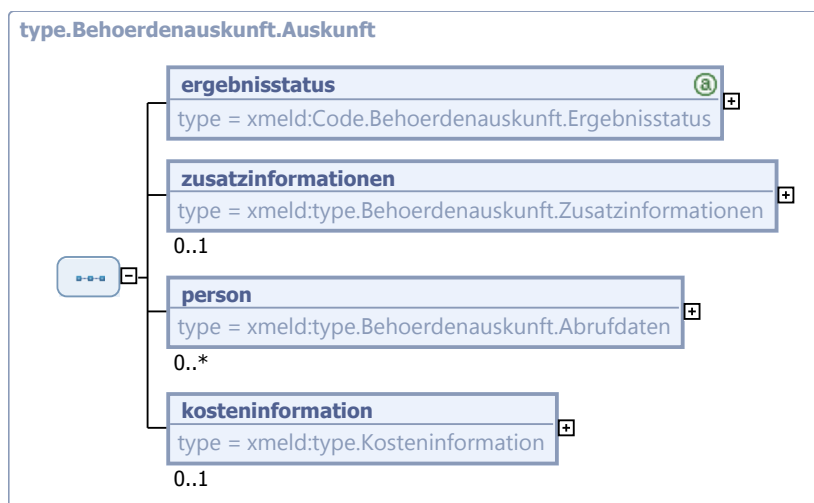 type.Behoerdenauskunft.Auskunft
ergebnisstatus
a
type = xmeld:Code.Behoerdenauskunft.Ergebnisstatus
zusatzinformationen
type = xmeld:type.Behoerdenauskunft.Zusatzinformationen
0..1
person
type = xmeld:type.Behoerdenauskunft.Abrufdaten
0..*
kosteninformation
type = xmeld:type.Kosteninformation
0..1